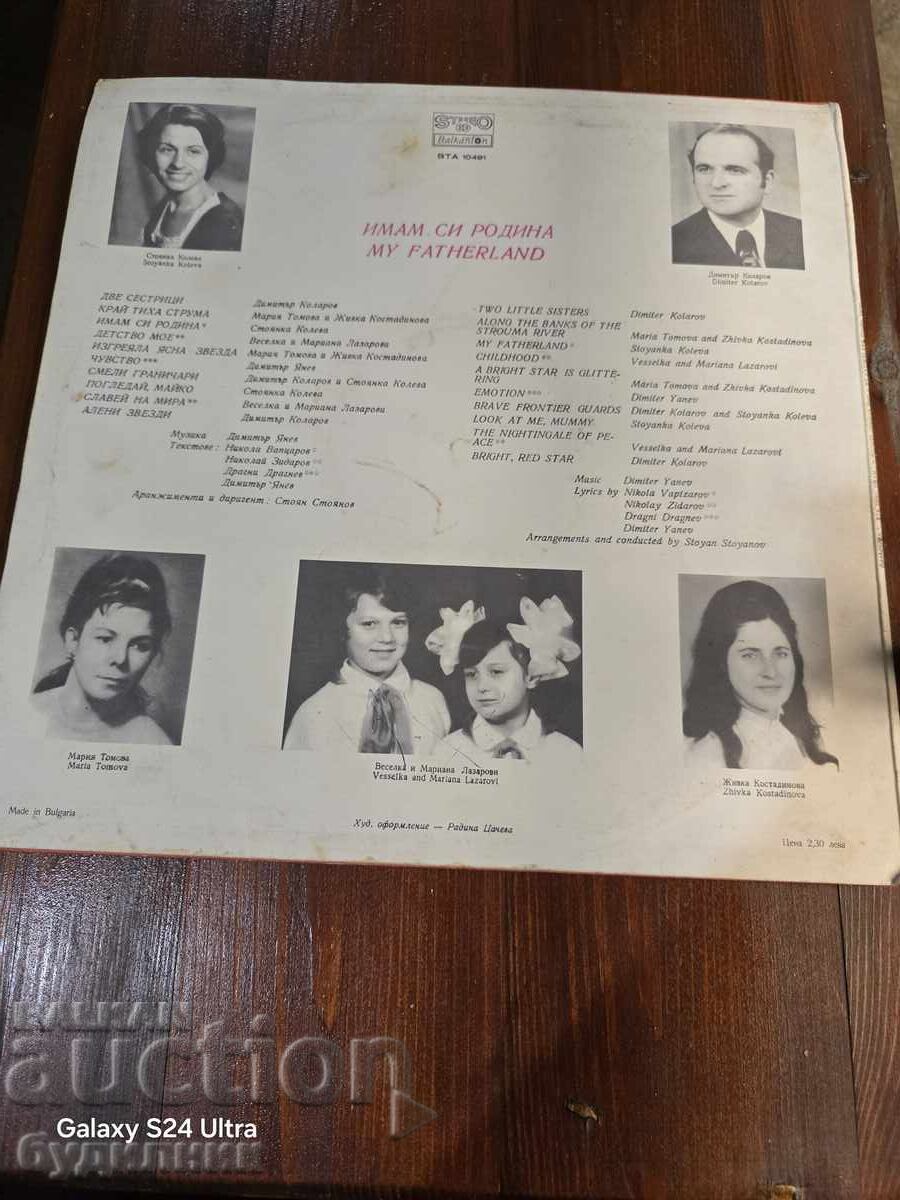 STEREO
Balkanton
ВТА 10491
Стоянка Колева
Stoyanka Koleva
Димитър Коларов
Dimiter Kolarov
ИМАМ СИ РОДИНА
MY FATHERLAND
ДВЕ СЕСТРИЦИ Димитър Коларов
КРАЙ ТИХА СТРУМА Мария Томова и Живка Костадинова
ИМАМ СИ РОДИНА* Стоянка Колева
ДЕТСТВО МОЕ** Веселка и Мариана Лазарови
ИЗГРЕЯЛА ЯСНА ЗВЕЗДА Мария Томова и Живка Костадинова
ЧУВСТВО*** Димитър Янев
СМЕЛИ ГРАНИЧАРИ Димитър Коларов и Стоянка Колева
ПОГЛЕДАЙ, МАЙКО Стоянка Колева
СЛАВЕЙ НА МИРА** Веселка и Мариана Лазарови
АЛЕНИ ЗВЕЗДИ Димитър Коларов
Музика Димитър Янев
Текстове: Никола Вапцаров*
Николай Зидаров**
Драгни Драгнев***
Димитър Янев
Аранжименти и диригент: Стоян Стоянов
TWO LITTLE SISTERS Dimiter Kolarov
ALONG THE BANKS OF THE
STROUMA RIVER Maria Tomova and Zhivka Kostadinova
MY FATHERLAND* Stoyanka Koleva
CHILDHOOD** Vesselka and Mariana Lazarovi
A BRIGHT STAR IS GLITTE-
RING Maria Tomova and Zhivka Kostadinova
EMOTION*** Dimiter Yanev
BRAVE FRONTIER GUARDS Dimiter Kolarov and Stoyanka Koleva
LOOK AT ME, MUMMY Stoyanka Koleva
THE NIGHTINGALE OF PE-
ACE** Vesselka and Mariana Lazarovi
BRIGHT, RED STAR Dimiter Kolarov
Music Dimiter Yanev
Lyrics by Nikola Vaptzarov*
Nikolay Zidarov**
Dragni Dragnev***
Dimiter Yanev
Arrangements and conducted by Stoyan Stoyanov
Мария Томова
Maria Tomova
Веселка и Мариана Лазарови
Vesselka and Mariana Lazarovi
Живка Костадинова
Zhivka Kostadinova
Made in Bulgaria
Худ. оформление — Радина Цачева
Цена 2,30 лева
auction
Galaxy S24 Ultra
будилник